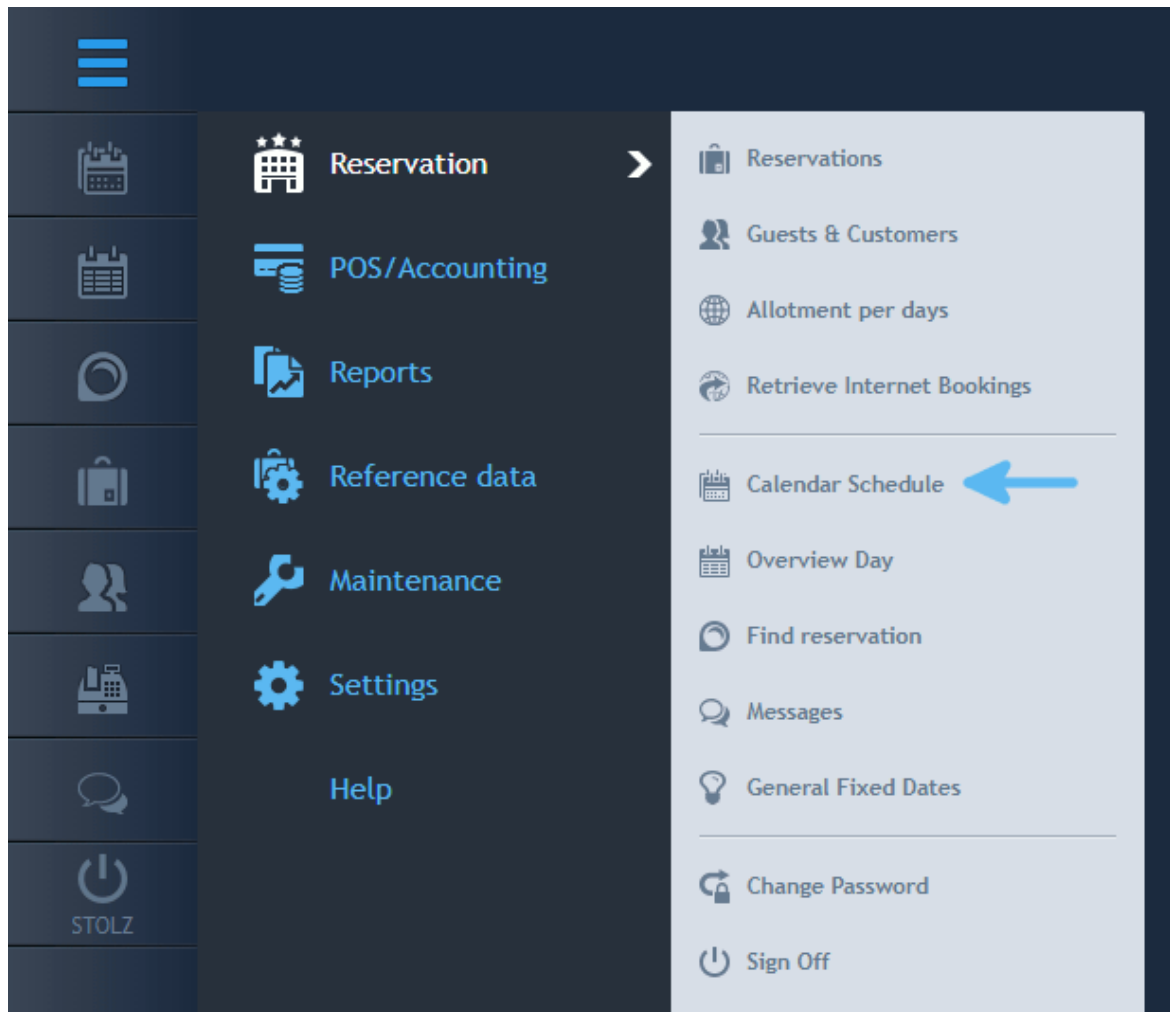 Reservation
POS/Accounting
Reports
Reference data
Maintenance
Settings
Help
STOLZ
Reservations
Guests & Customers
Allotment per days
Retrieve Internet Bookings
Calendar Schedule
Overview Day
Find reservation
Messages
General Fixed Dates
Change Password
Sign Off